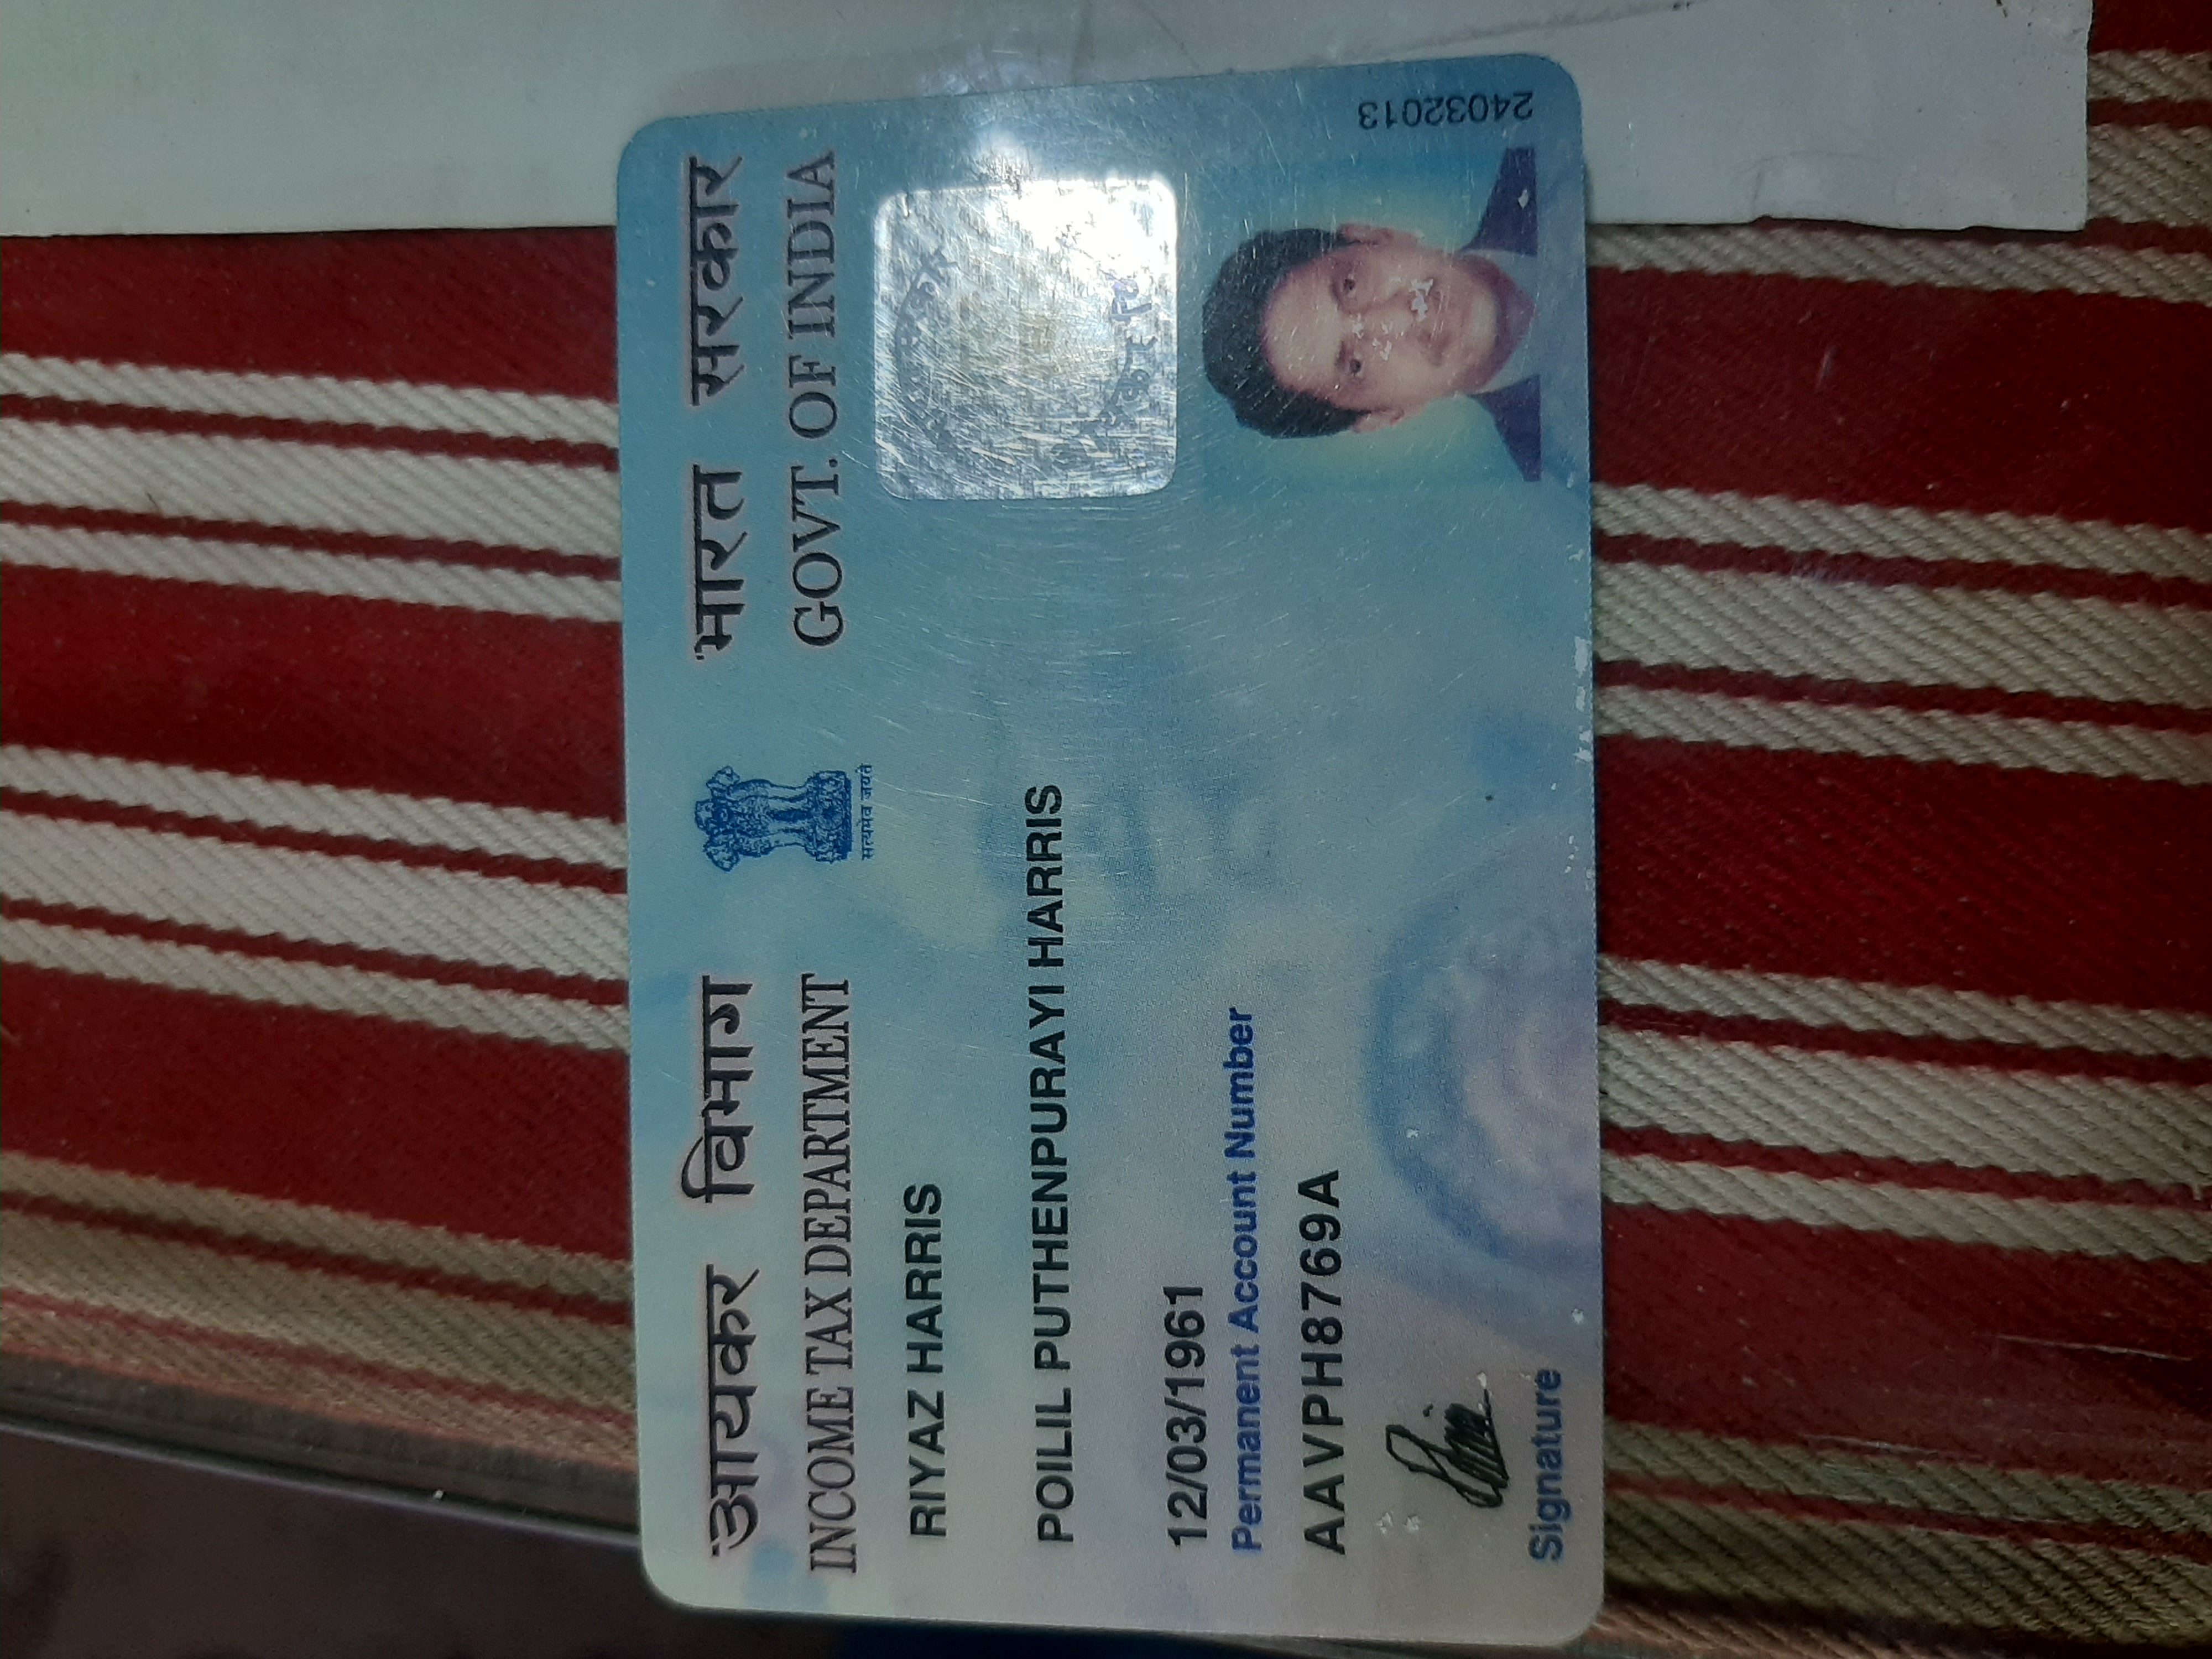 आयकर विभाग
भारत सरकार
INCOME TAX DEPARTMENT
GOVT. OF INDIA
सत्यमेव जयते
RIYAZ HARRIS
POILIL PUTHENPURAYI HARRIS
12/03/1961
Permanent Account Number
AAVPH8769A
Signature
24032013